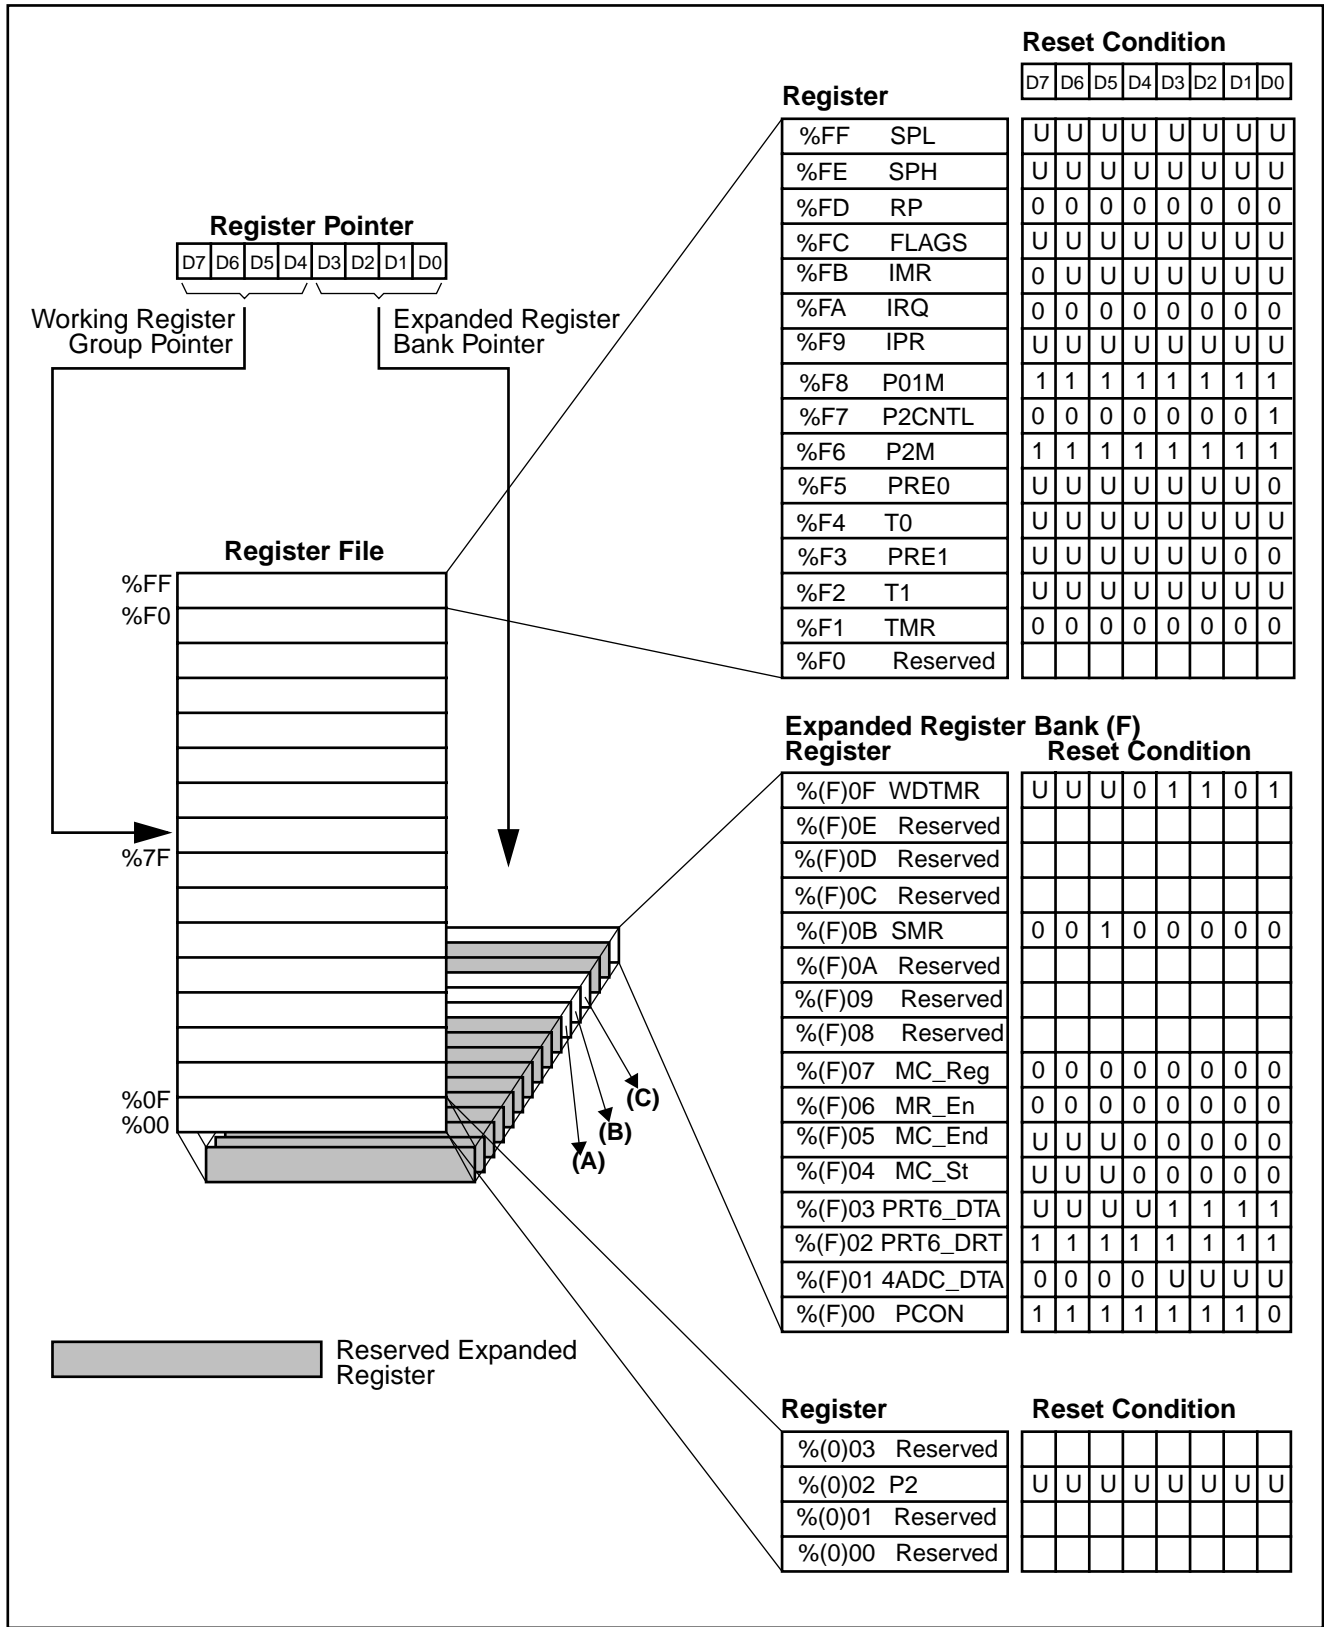 Reset Condition
D7 D6 D5 D4 D3 D2 D1 D0
Register
%FF SPL U U U U U U U U
%FE SPH U U U U U U U U
%FD RP 0 0 0 0 0 0 0 0
%FC FLAGS U U U U U U U U
%FB IMR 0 U U U U U U U
%FA IRQ 0 0 0 0 0 0 0 0
%F9 IPR U U U U U U U U
%F8 P01M 1 1 1 1 1 1 1 1
%F7 P2CNTL 0 0 0 0 0 0 0 1
%F6 P2M 1 1 1 1 1 1 1 1
%F5 PRE0 U U U U U U U 0
%F4 T0 U U U U U U U U
%F3 PRE1 U U U U U U 0 0
%F2 T1 U U U U U U U U
%F1 TMR 0 0 0 0 0 0 0 0
%F0 Reserved
Register Pointer
D7 D6 D5 D4 D3 D2 D1 D0
Working Register
Group Pointer
Expanded Register
Bank Pointer
Register File
%FF
%F0
%7F
%0F
%00
(C)
(B)
(A)
Expanded Register Bank (F)
Register Reset Condition
%(F)0F WDTMR U U U 0 1 1 0 1
%(F)0E Reserved
%(F)0D Reserved
%(F)0C Reserved
%(F)0B SMR 0 0 1 0 0 0 0 0
%(F)0A Reserved
%(F)09 Reserved
%(F)08 Reserved
%(F)07 MC_Reg 0 0 0 0 0 0 0 0
%(F)06 MR_En 0 0 0 0 0 0 0 0
%(F)05 MC_End U U U 0 0 0 0 0
%(F)04 MC_St U U U 0 0 0 0 0
%(F)03 PRT6_DTA U U U U 1 1 1 1
%(F)02 PRT6_DRT 1 1 1 1 1 1 1 1
%(F)01 4ADC_DTA 0 0 0 0 U U U U
%(F)00 PCON 1 1 1 1 1 1 1 0
Reserved Expanded
Register
Register Reset Condition
%(0)03 Reserved
%(0)02 P2 U U U U U U U U
%(0)01 Reserved
%(0)00 Reserved